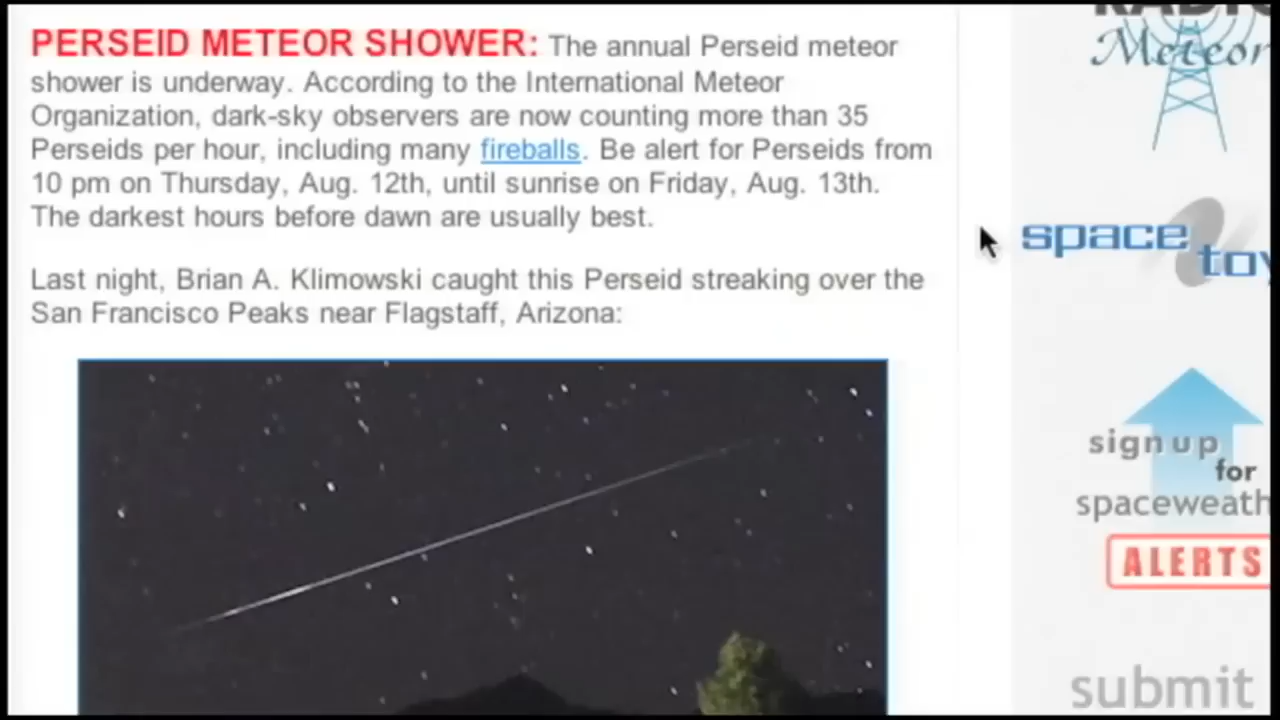 PERSEID METEOR SHOWER: The annual Perseid meteor
shower is underway. According to the International Meteor
Organization, dark-sky observers are now counting more than 35
Perseids per hour, including many fireballs. Be alert for Perseids from
10 pm on Thursday, Aug. 12th, until sunrise on Friday, Aug. 13th.
The darkest hours before dawn are usually best.
Last night, Brian A. Klimowski caught this Perseid streaking over the
San Francisco Peaks near Flagstaff, Arizona:
Meteor
space
toy
sign up
for
spaceweath
ALERTS
submit